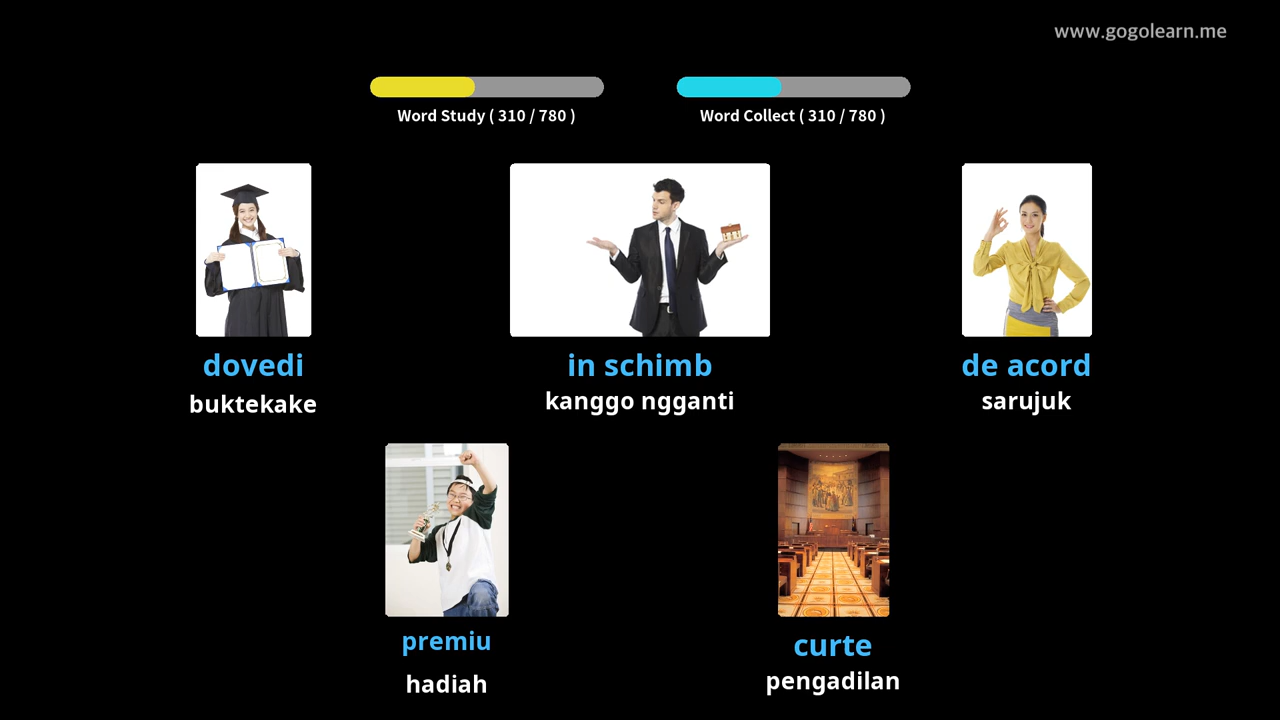 www.gogolearn.me
Word Study ( 310 / 780 )
Word Collect ( 310 / 780 )
dovedi
buktekake
in schimb
kanggo ngganti
de acord
sarujuk
premiu
hadiah
curte
pengadilan